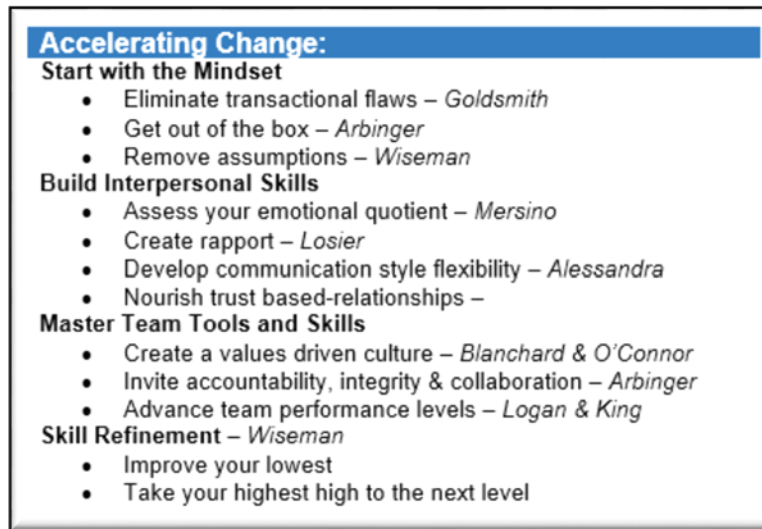 Accelerating Change:
Start with the Mindset
• Eliminate transactional flaws – Goldsmith
• Get out of the box – Arbinger
• Remove assumptions – Wiseman
Build Interpersonal Skills
• Assess your emotional quotient – Mersino
• Create rapport – Losier
• Develop communication style flexibility – Alessandra
• Nourish trust based-relationships –
Master Team Tools and Skills
• Create a values driven culture – Blanchard & O'Connor
• Invite accountability, integrity & collaboration – Arbinger
• Advance team performance levels – Logan & King
Skill Refinement – Wiseman
• Improve your lowest
• Take your highest high to the next level